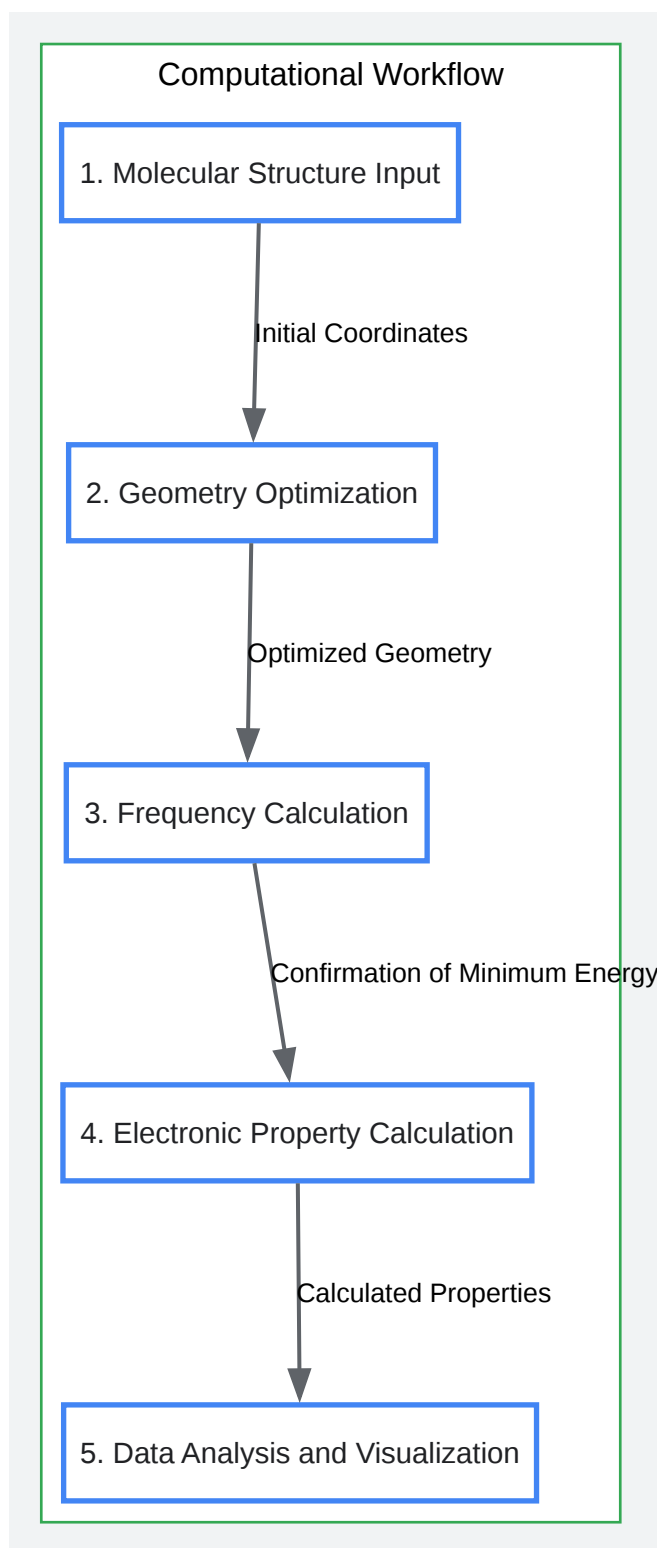 Computational Workflow
1. Molecular Structure Input
Initial Coordinates
2. Geometry Optimization
Optimized Geometry
3. Frequency Calculation
Confirmation of Minimum Energy
4. Electronic Property Calculation
Calculated Properties
5. Data Analysis and Visualization